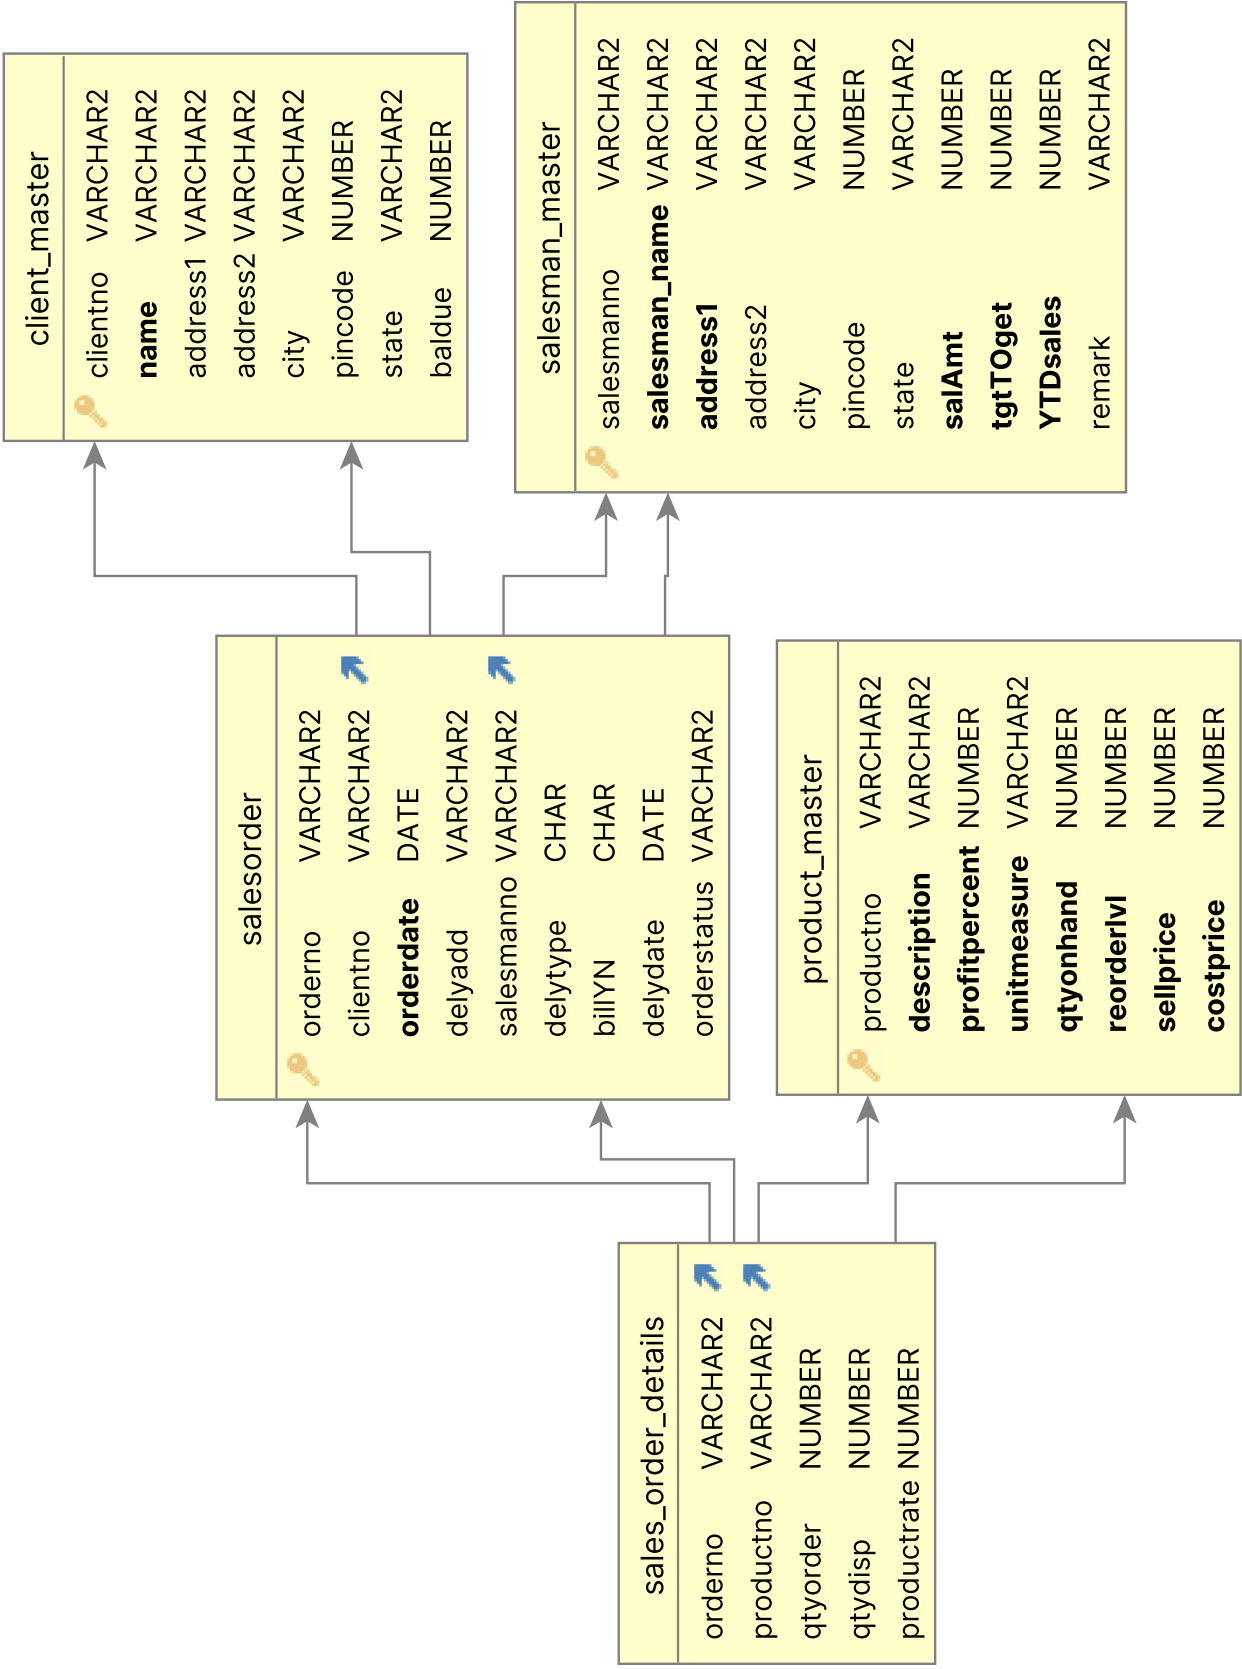 client_master
clientno VARCHAR2
name VARCHAR2
address1 VARCHAR2
address2 VARCHAR2
city VARCHAR2
pincode NUMBER
state VARCHAR2
baldue NUMBER
salesman_master
salesmanno VARCHAR2
salesman_name VARCHAR2
address1 VARCHAR2
address2 VARCHAR2
city VARCHAR2
pincode NUMBER
state VARCHAR2
salAmt NUMBER
tgtTOget NUMBER
YTDsales NUMBER
remark VARCHAR2
salesorder
orderno VARCHAR2
clientno VARCHAR2
orderdate DATE
delyadd VARCHAR2
salesmanno VARCHAR2
delytype CHAR
billYN CHAR
delydate DATE
orderstatus VARCHAR2
product_master
productno VARCHAR2
description VARCHAR2
profitpercent NUMBER
unitmeasure VARCHAR2
qtyonhand NUMBER
reorderlvl NUMBER
sellprice NUMBER
costprice NUMBER
sales_order_details
orderno VARCHAR2
productno VARCHAR2
qtyorder NUMBER
qtydisp NUMBER
productrate NUMBER